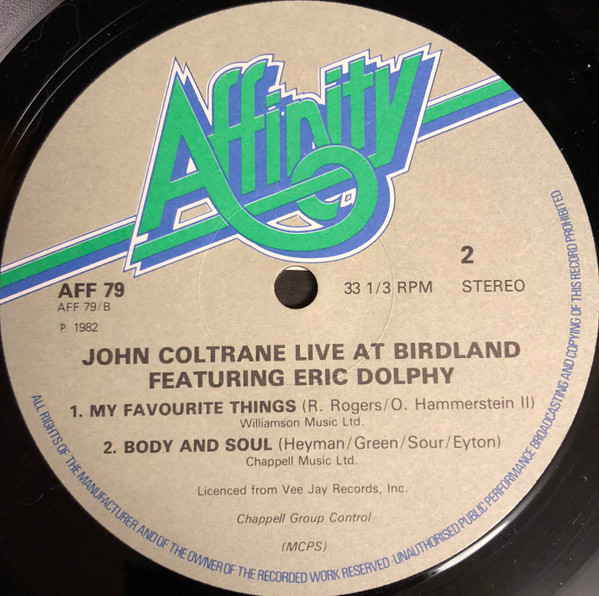 Affinity
AFF 79
AFF 79/B
℗ 1982
33 1/3 RPM
2
STEREO
JOHN COLTRANE LIVE AT BIRDLAND
FEATURING ERIC DOLPHY
1. MY FAVOURITE THINGS (R. Rogers/O. Hammerstein II)
Williamson Music Ltd.
2. BODY AND SOUL (Heyman/Green/Sour/Eyton)
Chappell Music Ltd.
Licenced from Vee Jay Records, Inc.
Chappell Group Control
(MCPS)
ALL RIGHTS OF THE MANUFACTURER AND OF THE OWNER OF THE RECORDED WORK RESERVED · UNAUTHORISED PUBLIC PERFORMANCE BROADCASTING AND COPYING OF THIS RECORD PROHIBITED